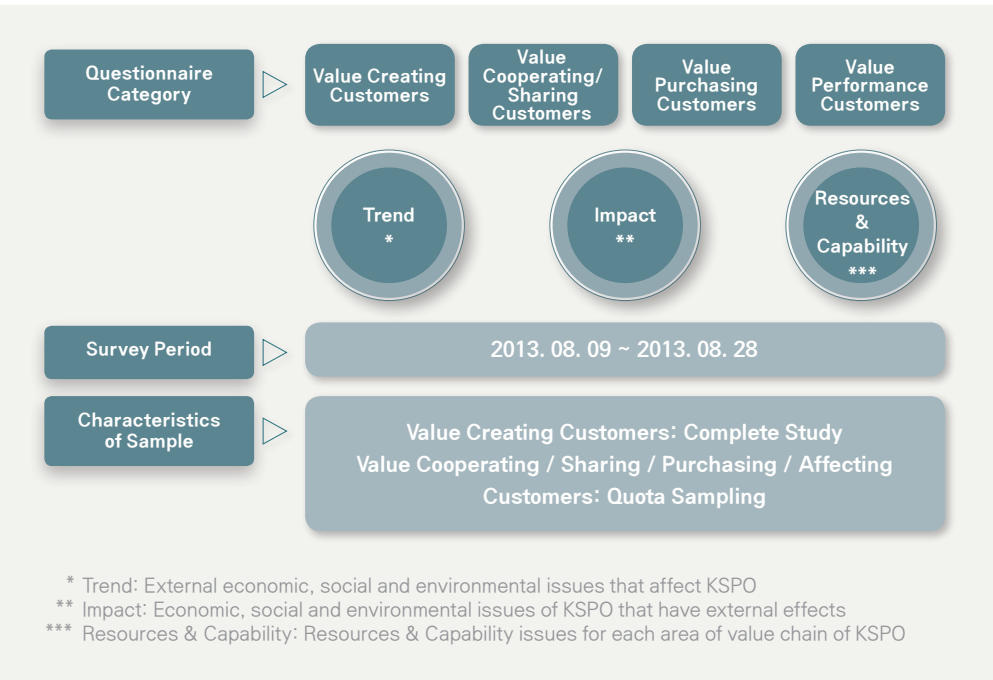 Questionnaire
Category
Value Creating
Customers
Value
Cooperating/
Sharing
Customers
Value
Purchasing
Customers
Value
Performance
Customers
Trend
*
Impact
**
Resources
&
Capability
***
Survey Period
2013. 08. 09 ~ 2013. 08. 28
Characteristics
of Sample
Value Creating Customers: Complete Study
Value Cooperating / Sharing / Purchasing / Affecting
Customers: Quota Sampling
* Trend: External economic, social and environmental issues that affect KSPO
** Impact: Economic, social and environmental issues of KSPO that have external effects
*** Resources & Capability: Resources & Capability issues for each area of value chain of KSPO